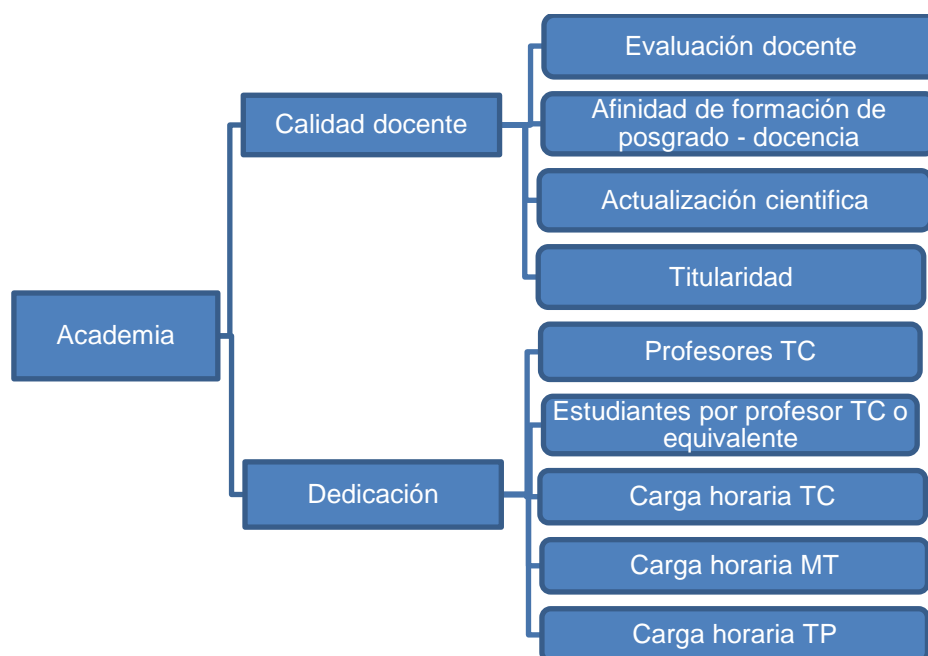 Evaluación docente
Calidad docente
Afinidad de formación de
posgrado - docencia
Actualización cientifica
Titularidad
Academia
Profesores TC
Estudiantes por profesor TC o
equivalente
Dedicación
Carga horaria TC
Carga horaria MT
Carga horaria TP